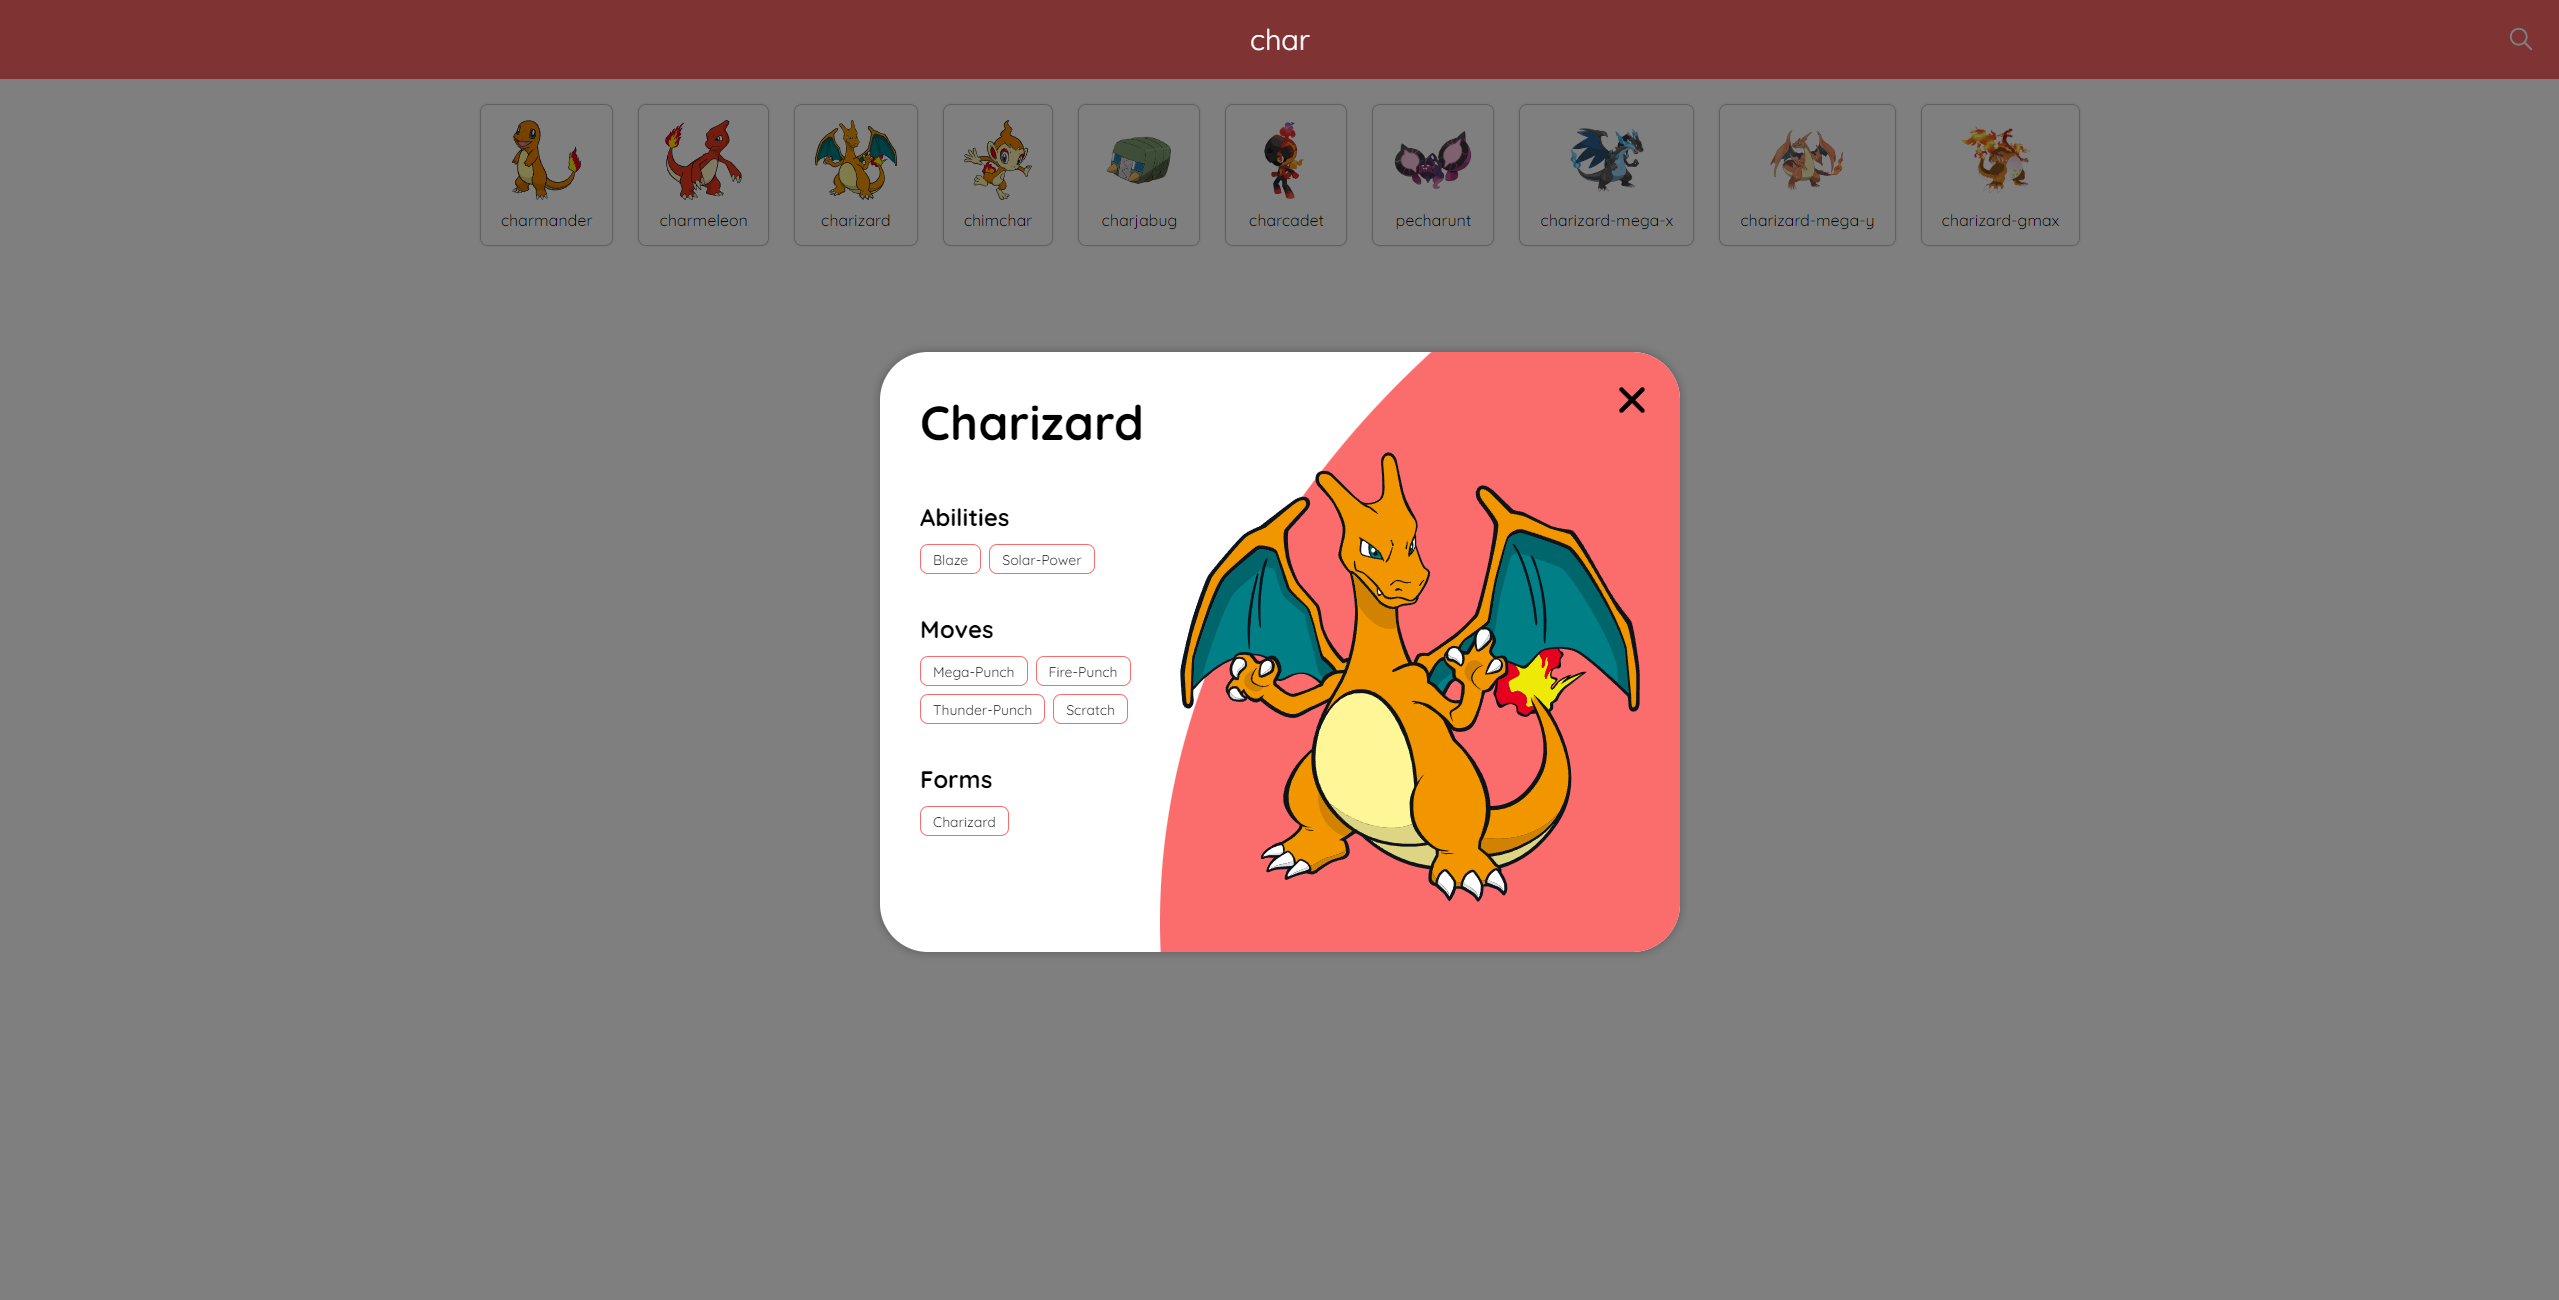 char
charmander charmeleon charizard chimchar charjabug charcadet pecharunt charizard-mega-x charizard-mega-y charizard-gmax
Charizard
Abilities
Blaze Solar-Power
Moves
Mega-Punch Fire-Punch
Thunder-Punch Scratch
Forms
Charizard